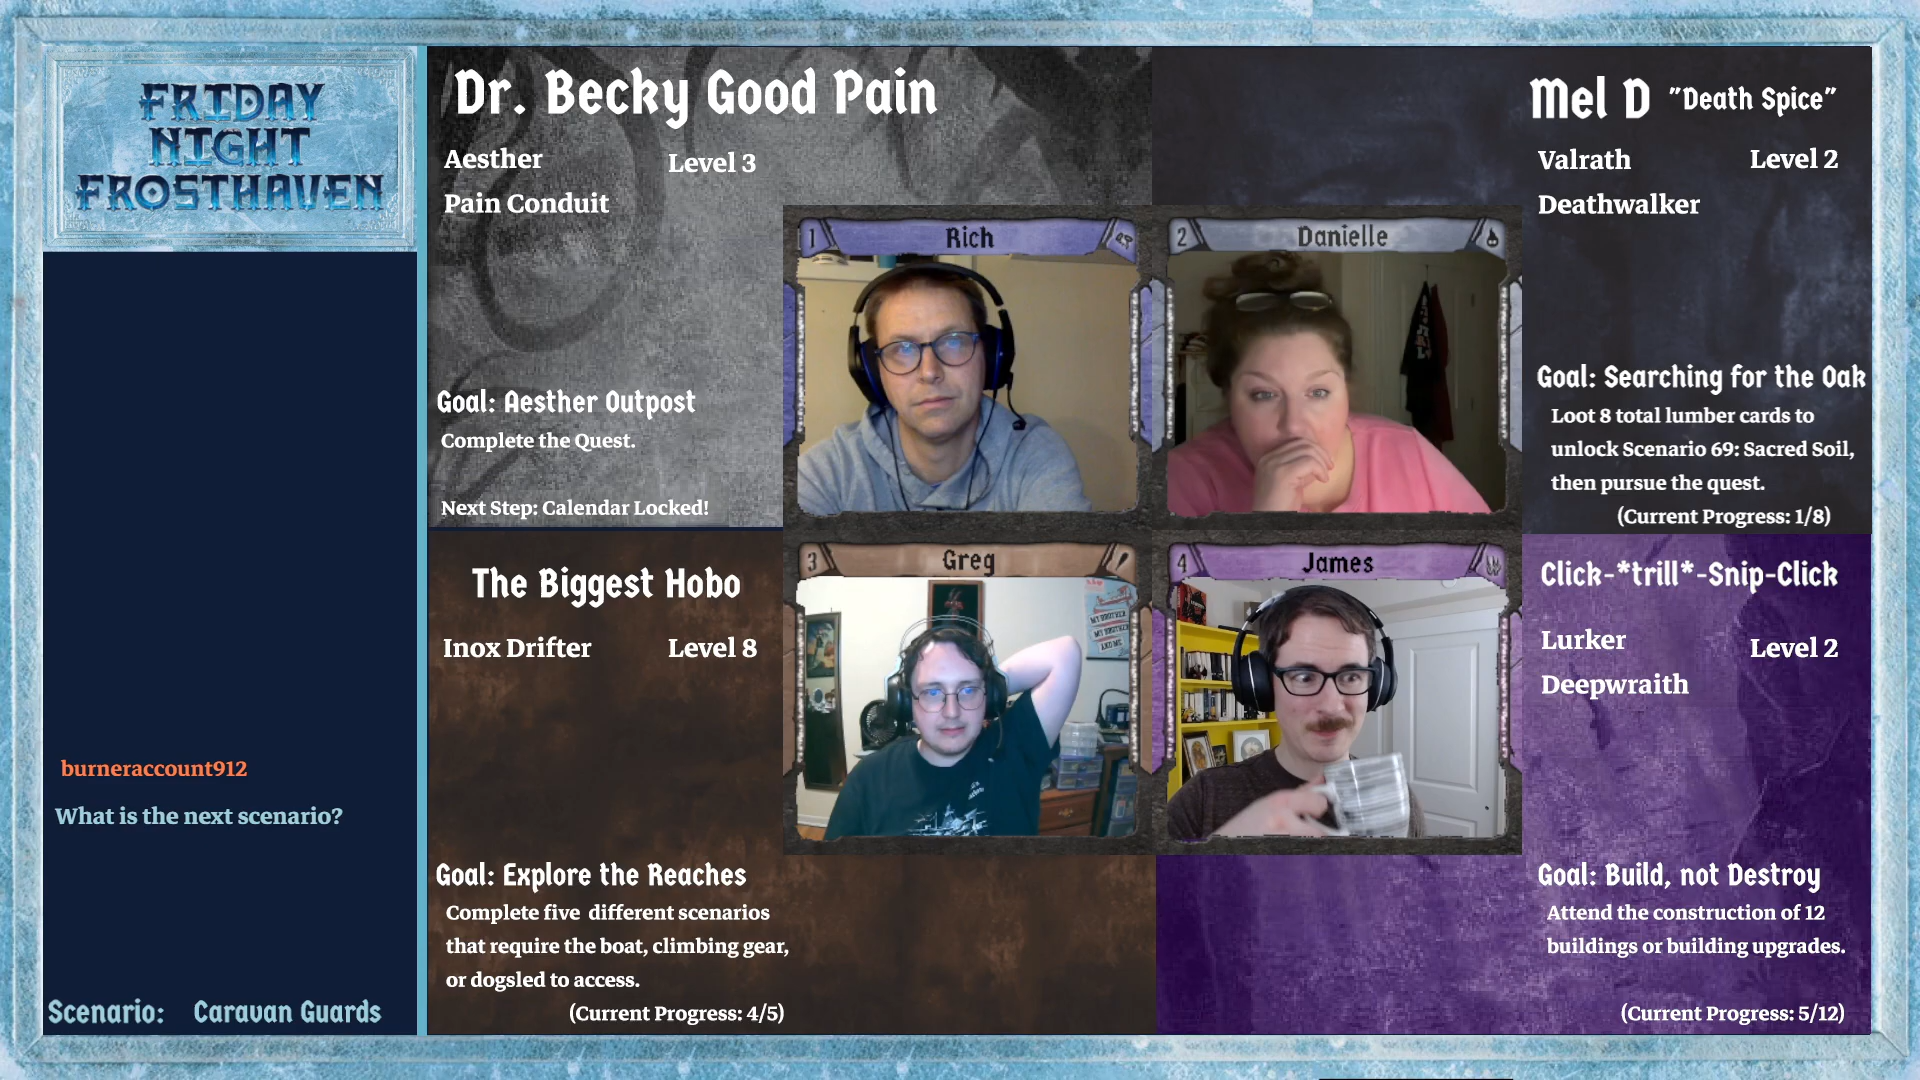 FRIDAY
NIGHT
FROSTHAVEN
burneraccount912
What is the next scenario?
Scenario: Caravan Guards
Dr. Becky Good Pain
Aesther
Level 3
Pain Conduit
Goal: Aesther Outpost
Complete the Quest.
Next Step: Calendar Locked!
Mel D "Death Spice"
Valrath
Level 2
Deathwalker
Goal: Searching for the Oak
Loot 8 total lumber cards to
unlock Scenario 69: Sacred Soil,
then pursue the quest.
(Current Progress: 1/8)
1 Rich
2 Danielle
3 Greg
4 James
MY BROTHER
MY BROTHER
AND ME
The Biggest Hobo
Inox Drifter
Level 8
Goal: Explore the Reaches
Complete five different scenarios
that require the boat, climbing gear,
or dogsled to access.
(Current Progress: 4/5)
Click-*trill*-Snip-Click
Lurker
Level 2
Deepwraith
Goal: Build, not Destroy
Attend the construction of 12
buildings or building upgrades.
(Current Progress: 5/12)